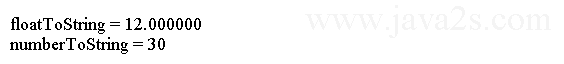 www.java2s.com
floatToString = 12.000000
numberToString = 30